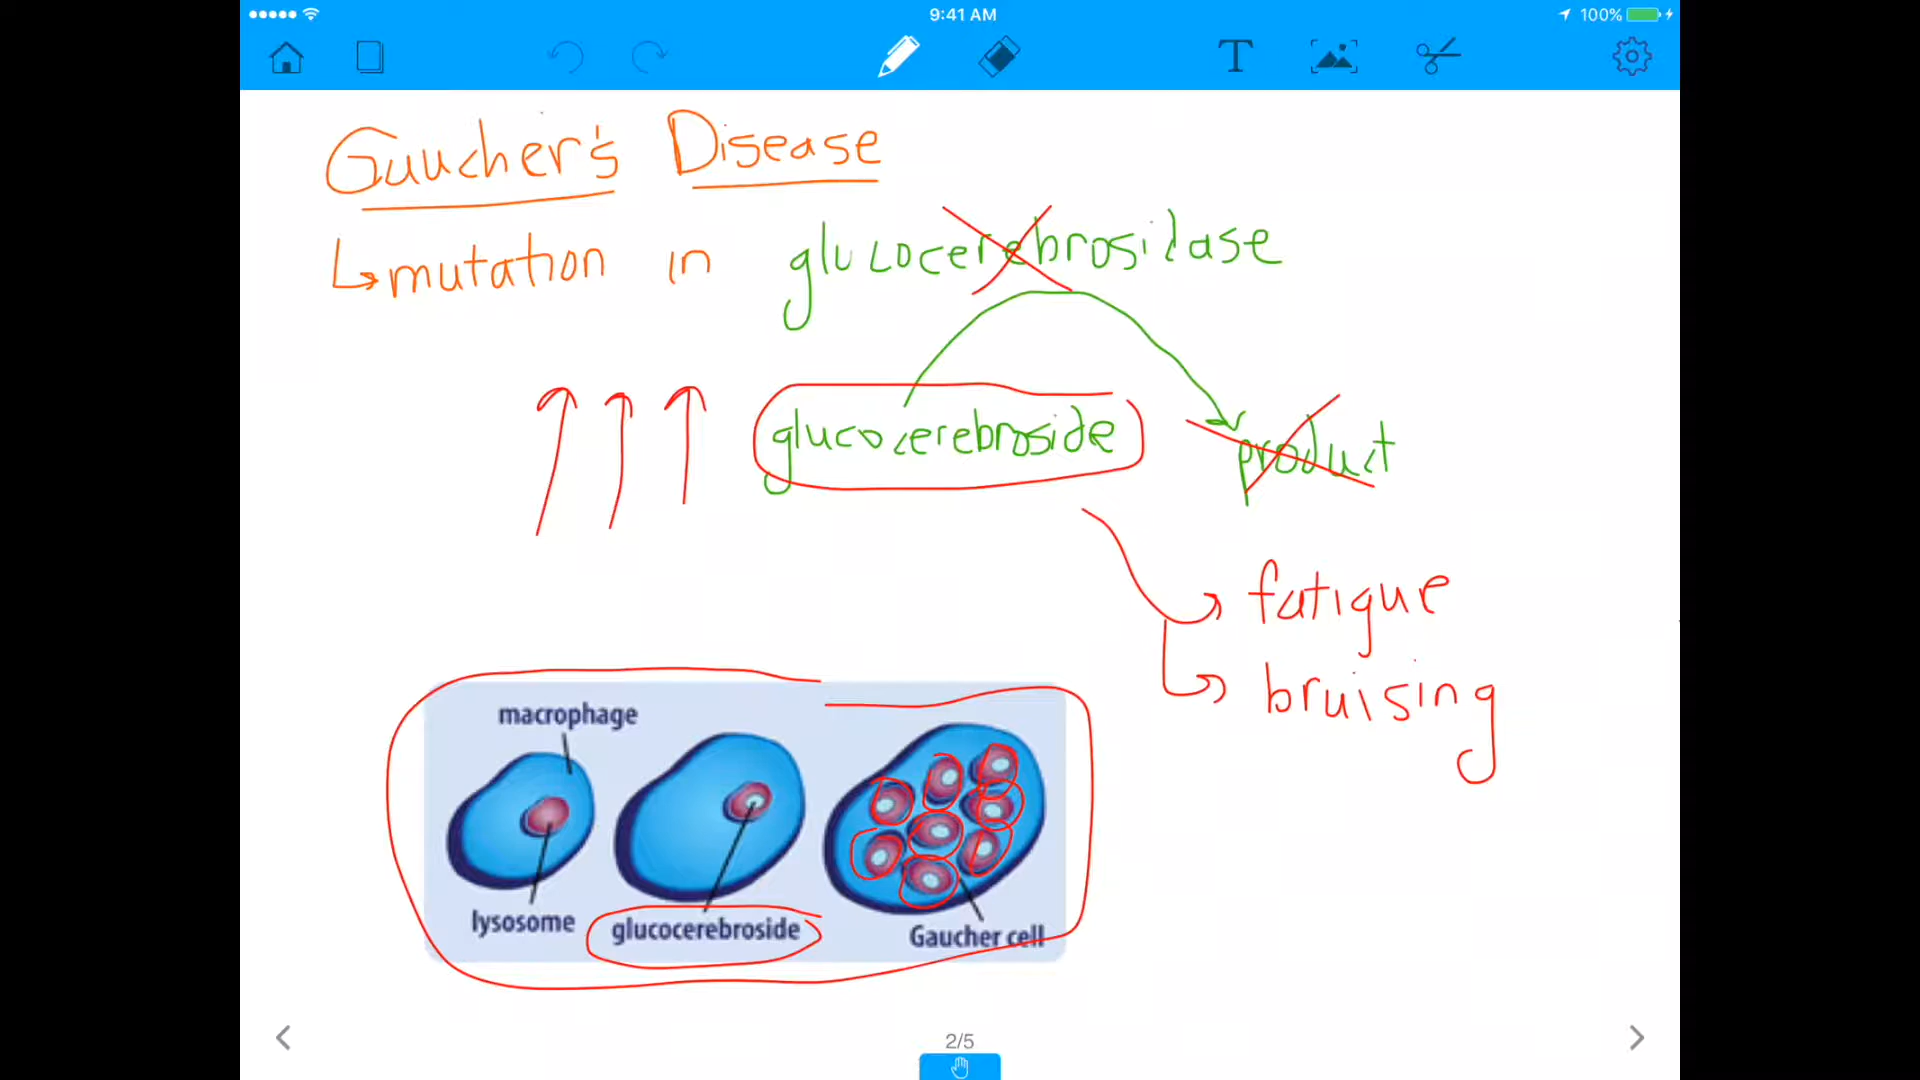 9:41 AM
100%
T
Gaucher's Disease
mutation in glucocerebrosidase
glucocerebroside
product
fatigue
bruising
macrophage
lysosome
glucocerebroside
Gaucher cell
2/5